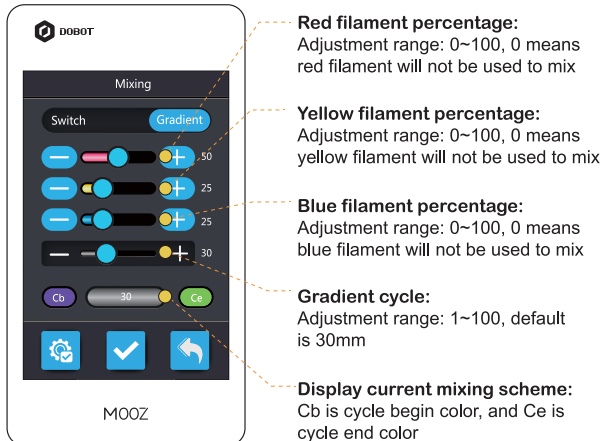 DOBOT
Mixing
Switch
Gradient
50
25
25
30
Cb
30
Ce
MOOZ
Red filament percentage:
Adjustment range: 0~100, 0 means
red filament will not be used to mix
Yellow filament percentage:
Adjustment range: 0~100, 0 means
yellow filament will not be used to mix
Blue filament percentage:
Adjustment range: 0~100, 0 means
blue filament will not be used to mix
Gradient cycle:
Adjustment range: 1~100, default
is 30mm
Display current mixing scheme:
Cb is cycle begin color, and Ce is
cycle end color